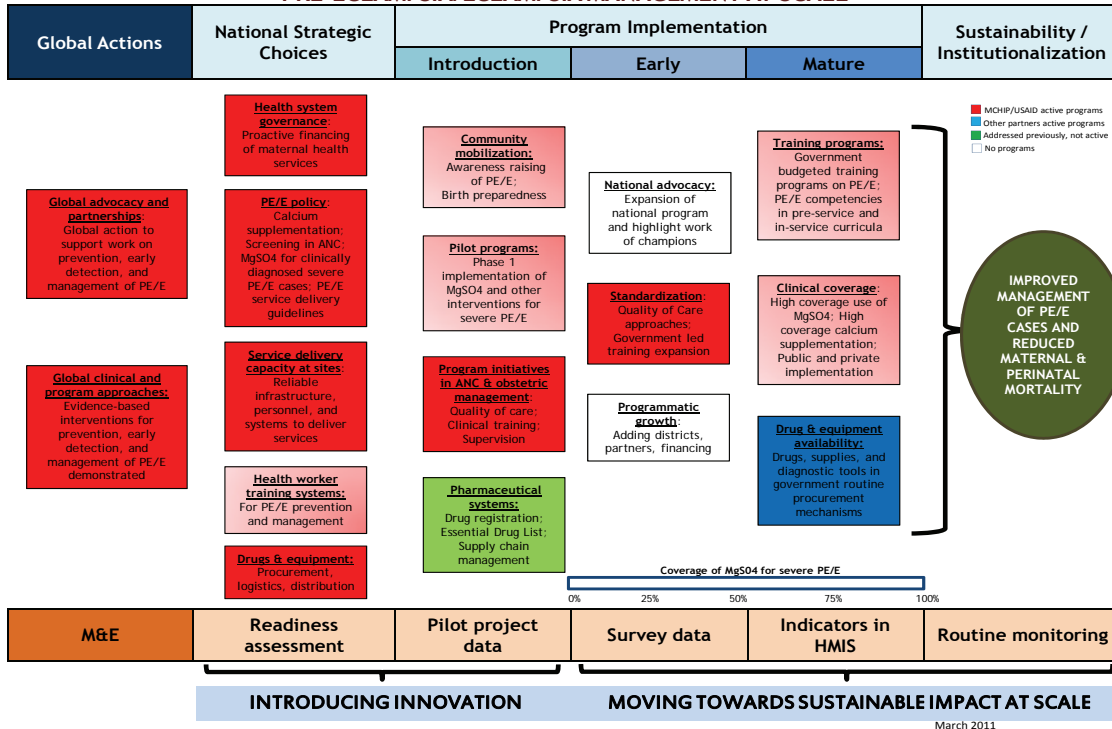 PRE-ECLAMPSIA/ECLAMPSIA MANAGEMENT AT SCALE
Global Actions
National Strategic
Choices
Program Implementation
Introduction
Early
Mature
Sustainability /
Institutionalization
MCHIP/USAID active programs
Other partners active programs
Addressed previously, not active
No programs
Global advocacy and
partnerships:
Global action to
support work on
prevention, early
detection, and
management of PE/E
Global clinical and
program approaches:
Evidence-based
interventions for
prevention, early
detection, and
management of PE/E
demonstrated
Health system
governance:
Proactive financing
of maternal health
services
PE/E policy:
Calcium
supplementation;
Screening in ANC;
MgSO4 for clinically
diagnosed severe
PE/E cases; PE/E
service delivery
guidelines
Service delivery
capacity at sites:
Reliable
infrastructure,
personnel, and
systems to deliver
services
Health worker
training systems:
For PE/E prevention
and management
Drugs & equipment:
Procurement,
logistics, distribution
Community
mobilization:
Awareness raising
of PE/E;
Birth preparedness
Pilot programs:
Phase 1
implementation of
MgSO4 and other
interventions for
severe PE/E
Program initiatives
in ANC & obstetric
management:
Quality of care;
Clinical training;
Supervision
Pharmaceutical
systems:
Drug registration;
Essential Drug List;
Supply chain
management
National advocacy:
Expansion of
national program
and highlight work
of champions
Standardization:
Quality of Care
approaches;
Government led
training expansion
Programmatic
growth:
Adding districts,
partners, financing
Training programs:
Government
budgeted training
programs on PE/E;
PE/E competencies
in pre-service and
in-service curricula
Clinical coverage:
High coverage use of
MgSO4; High
coverage calcium
supplementation;
Public and private
implementation
Drug & equipment
availability:
Drugs, supplies, and
diagnostic tools in
government routine
procurement
mechanisms
IMPROVED
MANAGEMENT
OF PE/E
CASES AND
REDUCED
MATERNAL &
PERINATAL
MORTALITY
Coverage of MgS04 for severe PE/E
0% 25% 50% 75% 100%
M&E
Readiness
assessment
Pilot project
data
Survey data
Indicators in
HMIS
Routine monitoring
INTRODUCING INNOVATION
MOVING TOWARDS SUSTAINABLE IMPACT AT SCALE
March 2011